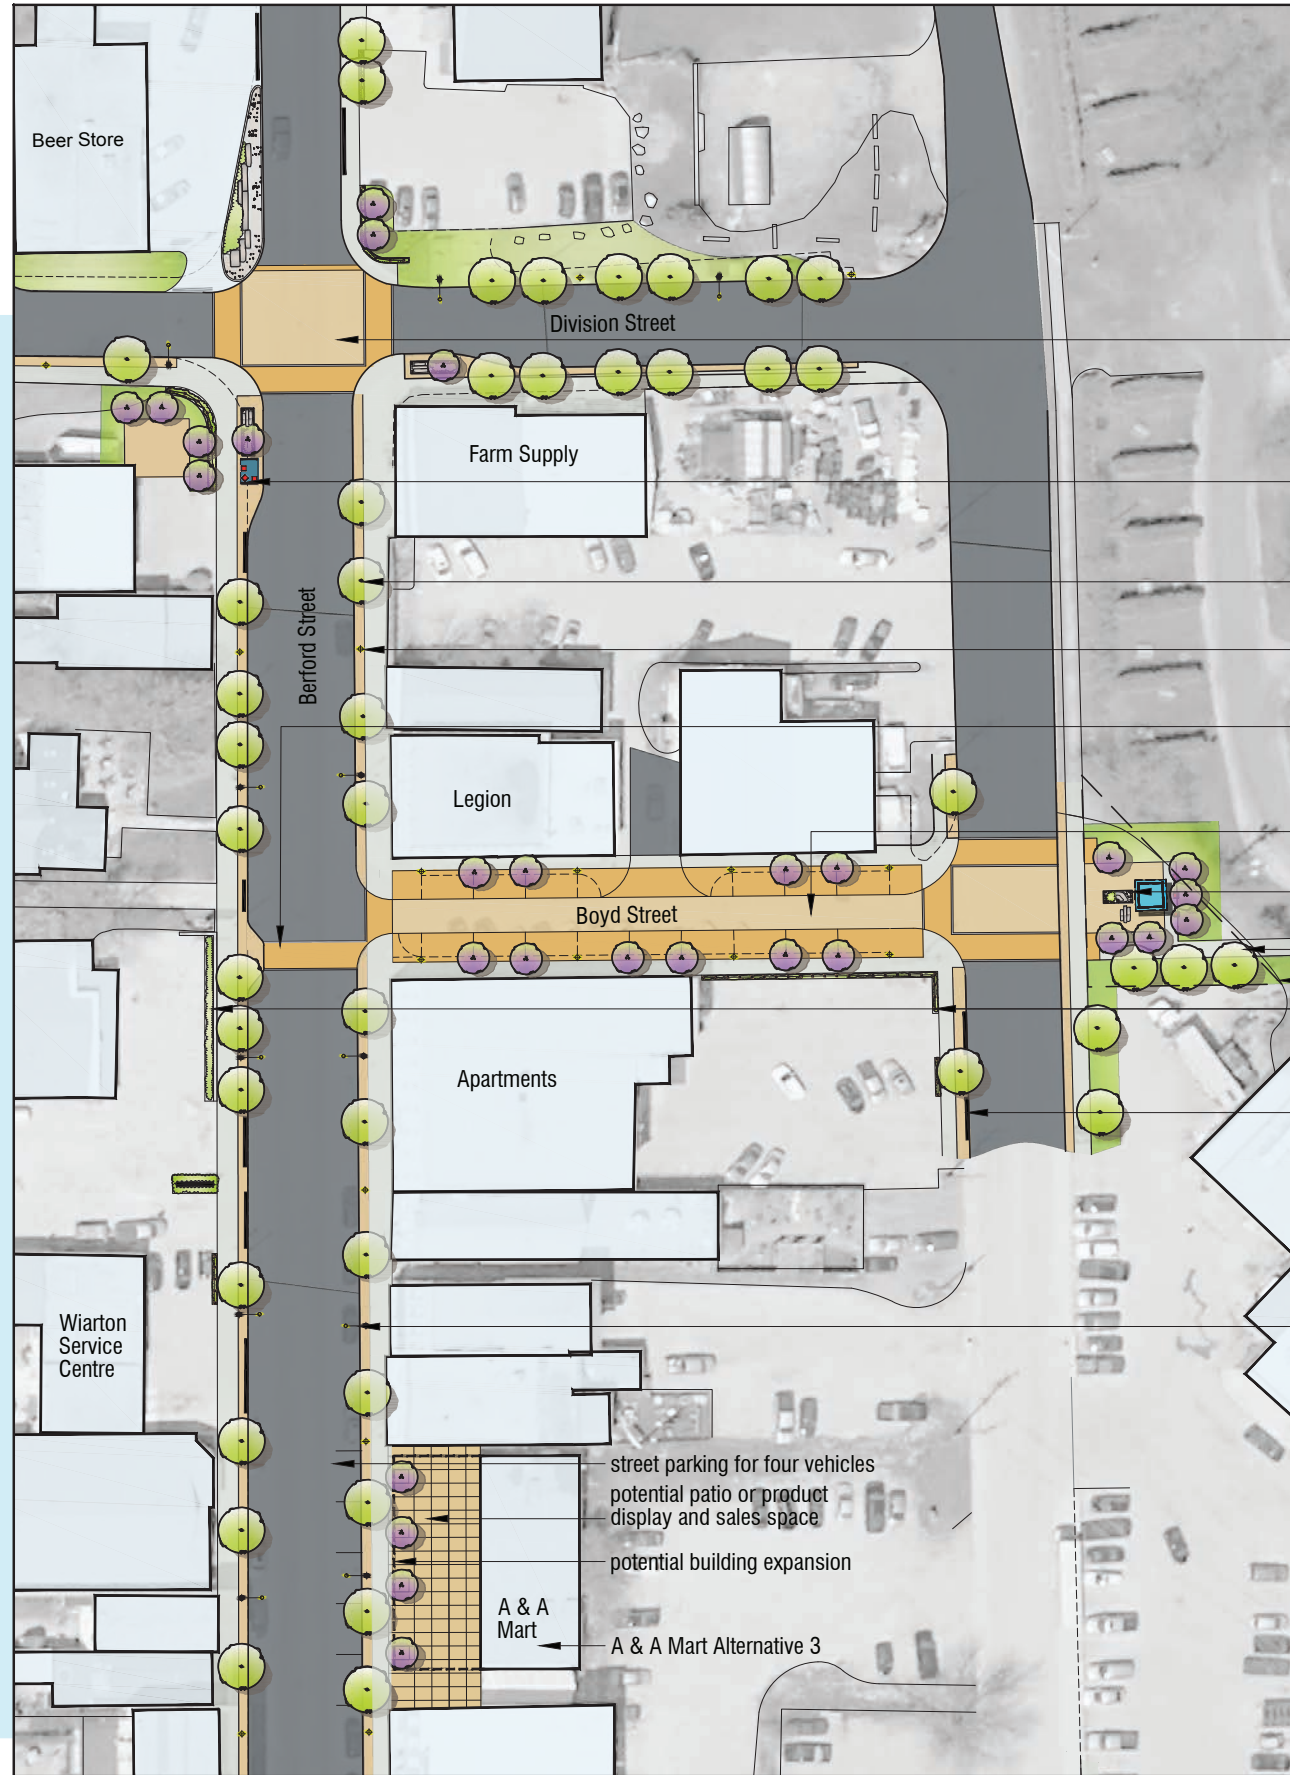 Beer Store
Division Street
Farm Supply
Berford Street
Legion
Boyd Street
Apartments
Wiarton
Service
Centre
street parking for four vehicles
potential patio or product
display and sales space
potential building expansion
A & A
Mart
A & A Mart Alternative 3